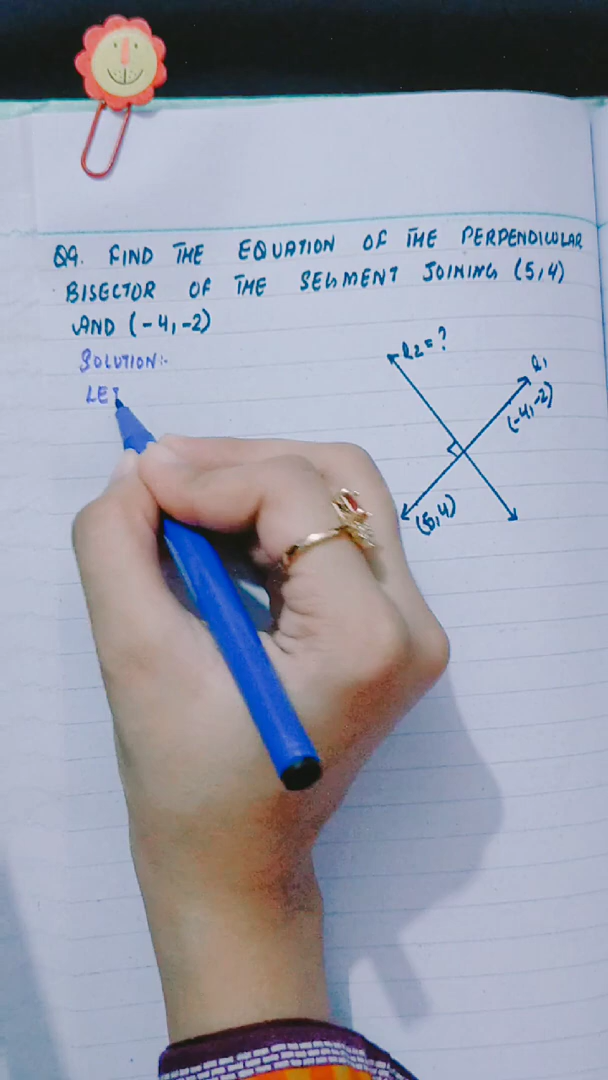 Q9. FIND THE EQUATION OF THE PERPENDICULAR
BISECTOR OF THE SEGMENT JOINING (5,4)
AND (-4,-2)
SOLUTION:-
LET
l2=?
l1
(-4,-2)
(5,4)